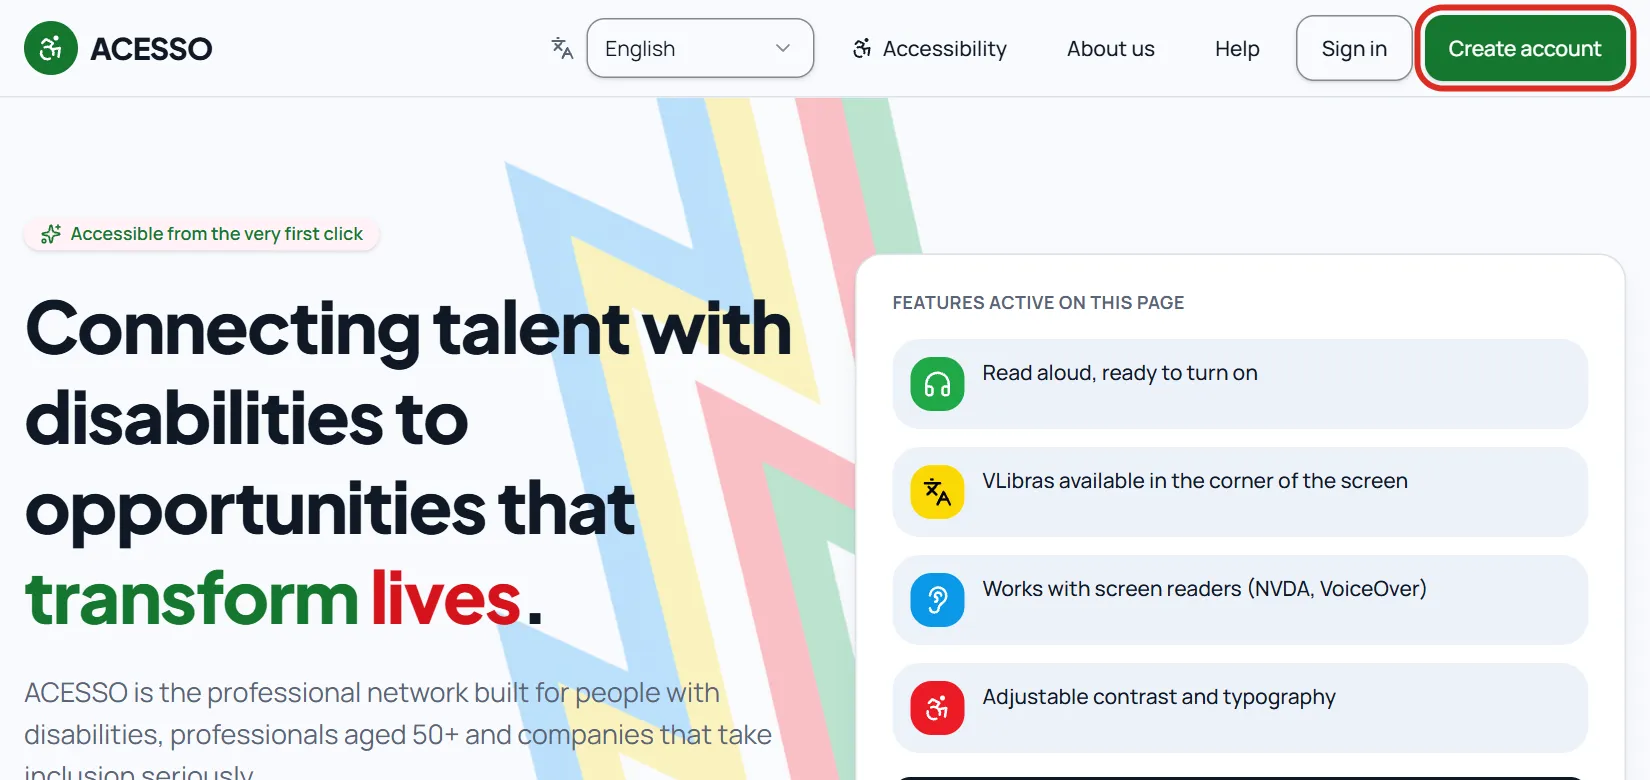 ACESSO
English
Accessibility
About us
Help
Sign in
Create account
Accessible from the very first click
Connecting talent with
disabilities to
opportunities that
transform lives.
ACESSO is the professional network built for people with
disabilities, professionals aged 50+ and companies that take
inclusion seriously.
FEATURES ACTIVE ON THIS PAGE
Read aloud, ready to turn on
VLibras available in the corner of the screen
Works with screen readers (NVDA, VoiceOver)
Adjustable contrast and typography